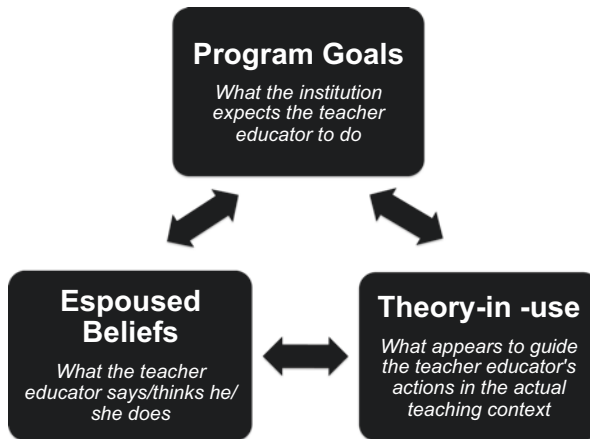 Program Goals
What the institution
expects the teacher
educator to do
Espoused
Beliefs
What the teacher
educator says/thinks he/
she does
Theory-in -use
What appears to guide
the teacher educator's
actions in the actual
teaching context